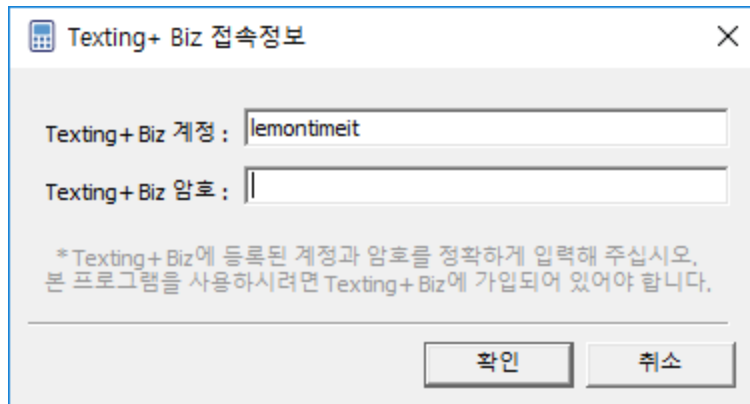 Texting+ Biz 접속정보
Texting+Biz 계정 : lemontimeit
Texting+Biz 암호 :
*Texting+Biz에 등록된 계정과 암호를 정확하게 입력해 주십시오.
본 프로그램을 사용하시려면 Texting+Biz에 가입되어 있어야 합니다.
확인 취소